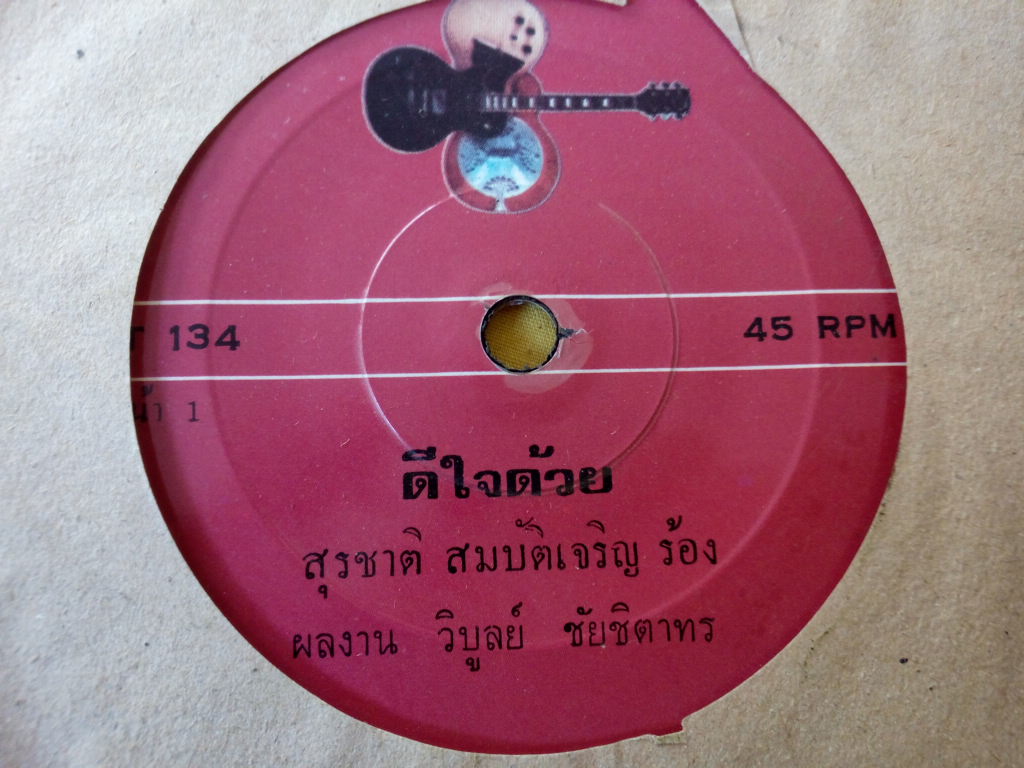 T 134 45 RPM
หน้า 1
ดีใจด้วย
สุรชาติ สมบัติเจริญ ร้อง
ผลงาน วิบูลย์ ชัยชิตาทร